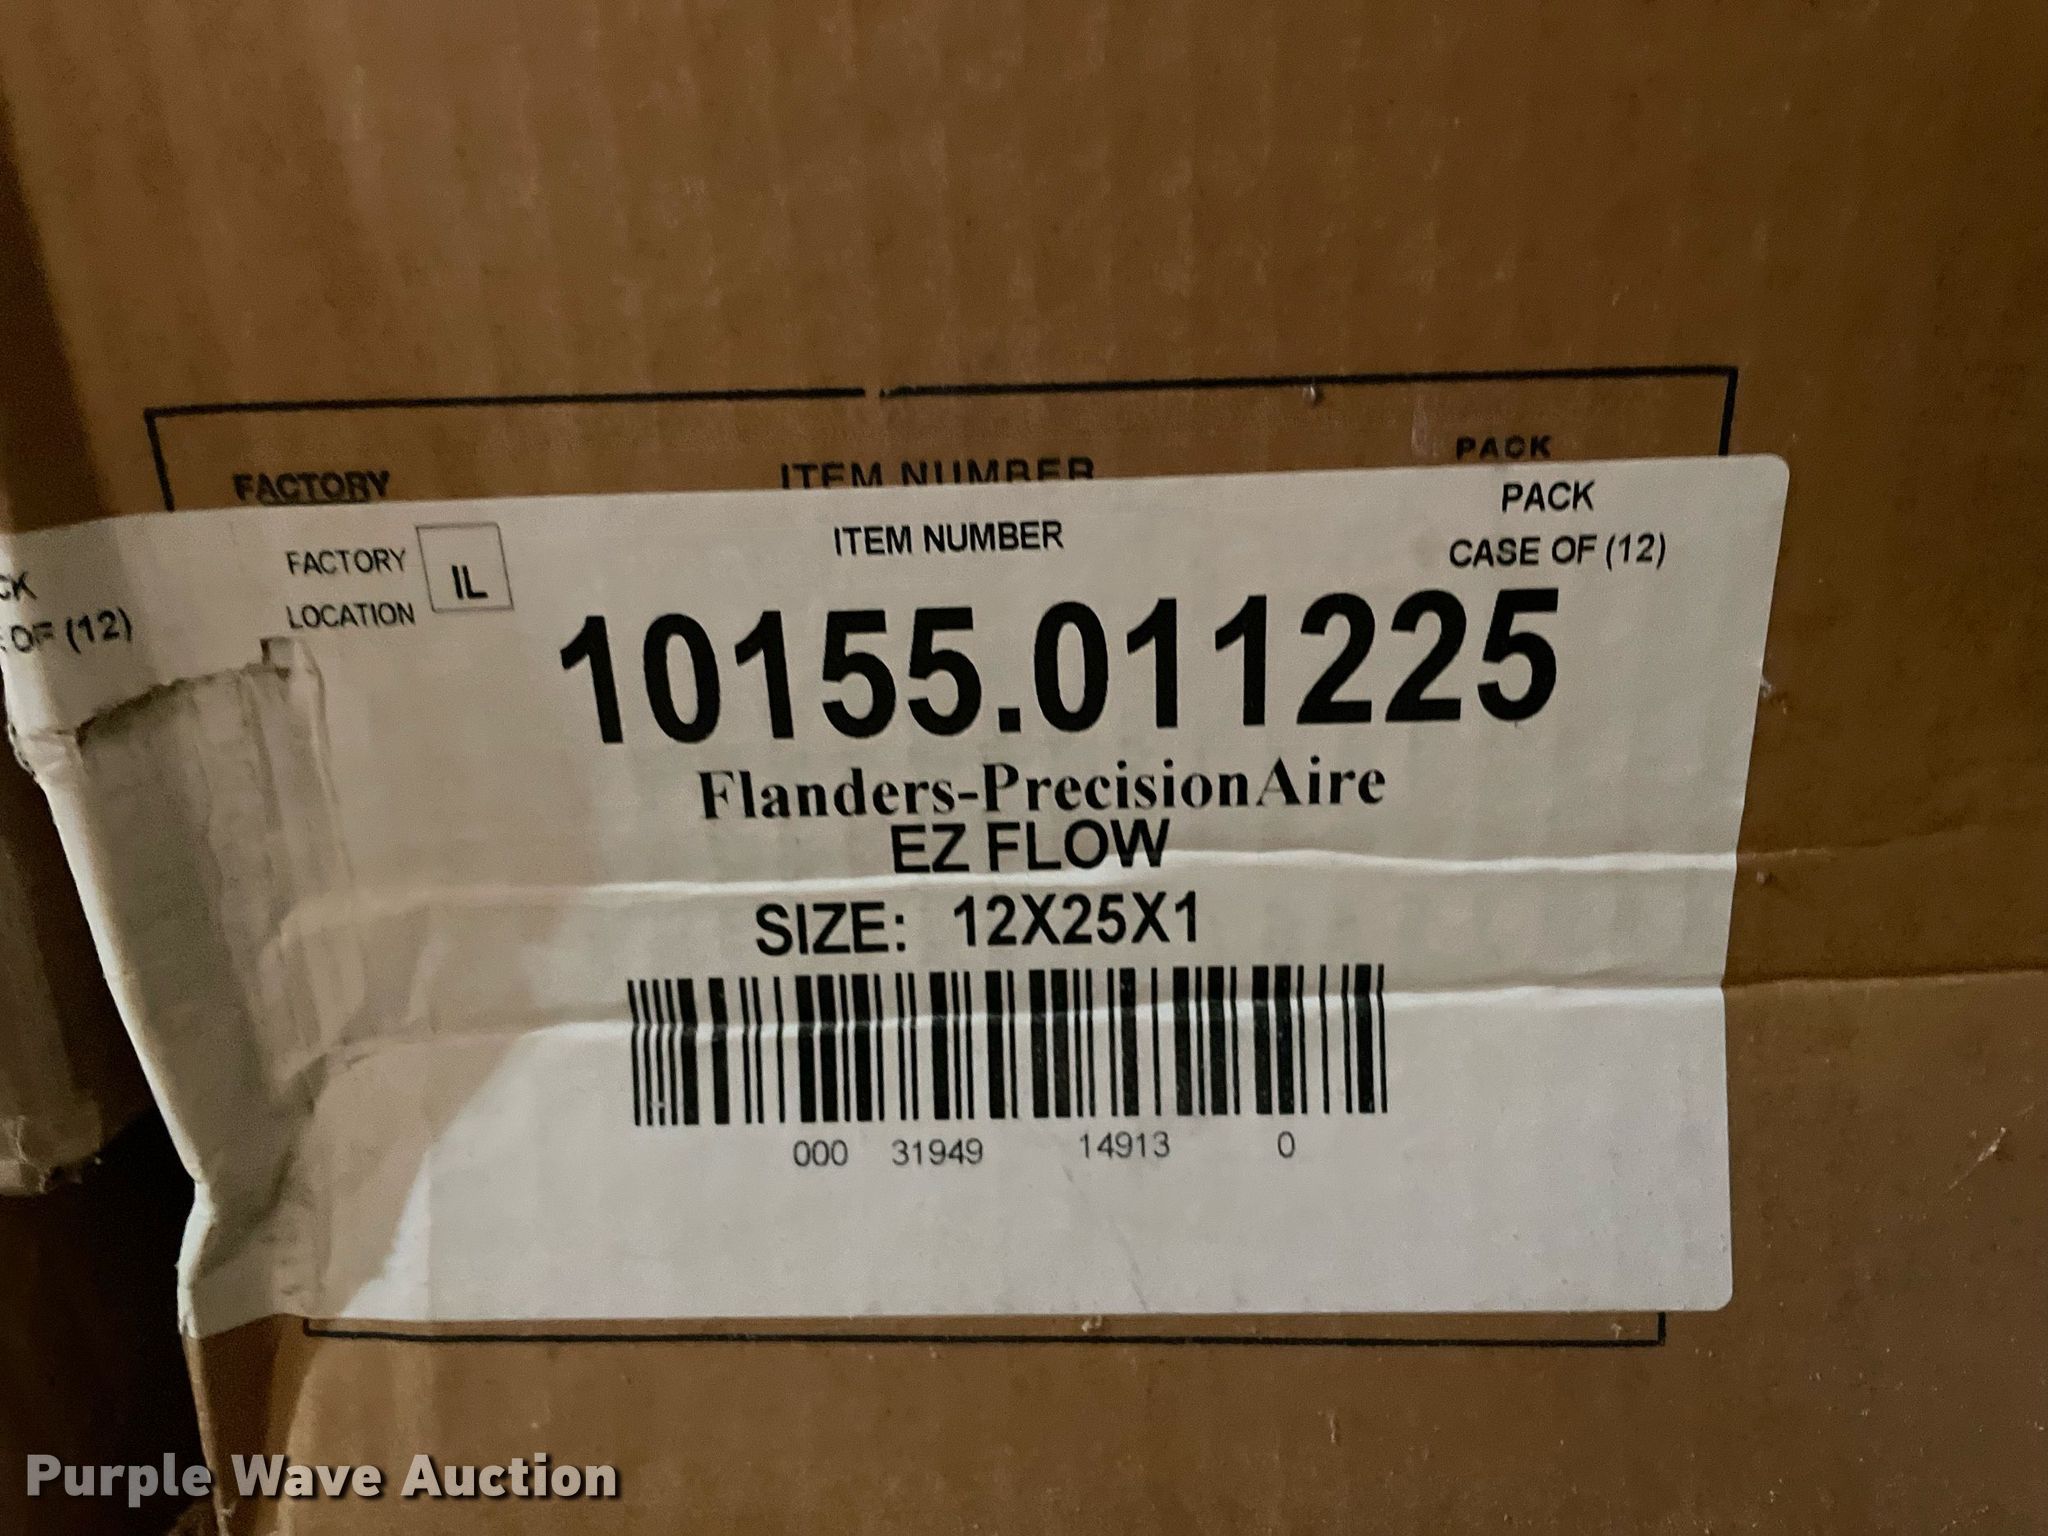 FACTORY
ITEM NUMBER
PACK
PACK
CASE OF (12)
ITEM NUMBER
FACTORY
LOCATION
IL
CK
OF (12)
10155.011225
Flanders-PrecisionAire
EZ FLOW
SIZE: 12X25X1
000 31949 14913 0
Purple Wave Auction